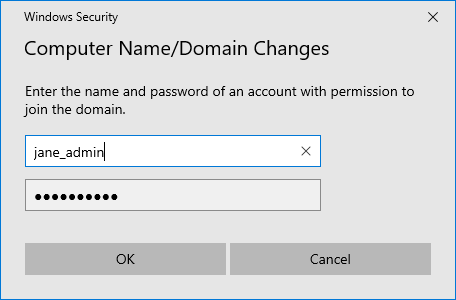 Windows Security
Computer Name/Domain Changes
Enter the name and password of an account with permission to
join the domain.
jane_admin
●●●●●●●●●●
OK
Cancel